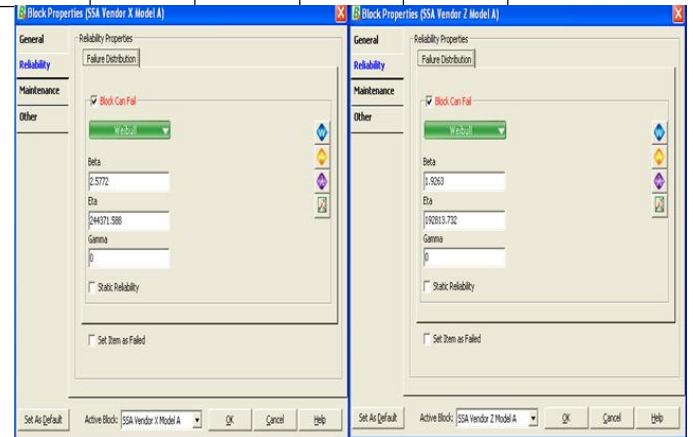 Block Properties (SSA Vendor X Model A)
General
Reliability
Maintenance
Other
Reliability Properties
Failure Distribution
Block Can Fail
Weibull
Beta
2.5772
Eta
244371.588
Gamma
0
Static Reliability
Set Item as Failed
Set As Default
Active Block: SSA Vendor X Model A
OK
Cancel
Help
Block Properties (SSA Vendor Z Model A)
General
Reliability
Maintenance
Other
Reliability Properties
Failure Distribution
Block Can Fail
Weibull
Beta
1.9263
Eta
192813.732
Gamma
0
Static Reliability
Set Item as Failed
Set As Default
Active Block: SSA Vendor Z Model A
OK
Cancel
Help